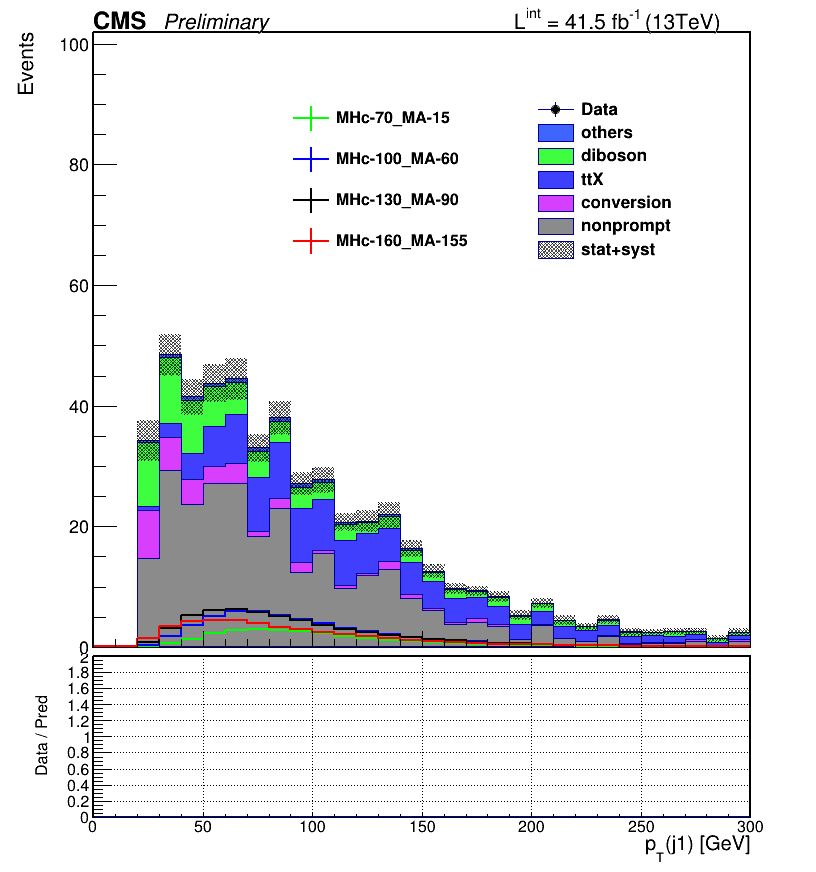 CMS Preliminary L^int = 41.5 fb^-1 (13TeV)
Events
100
80
60
40
20
0
MHc-70_MA-15
MHc-100_MA-60
MHc-130_MA-90
MHc-160_MA-155
Data
others
diboson
ttX
conversion
nonprompt
stat+syst
Data / Pred
2
1.8
1.6
1.4
1.2
1
0.8
0.6
0.4
0.2
0
0 50 100 150 200 250 300
p_T(j1) [GeV]